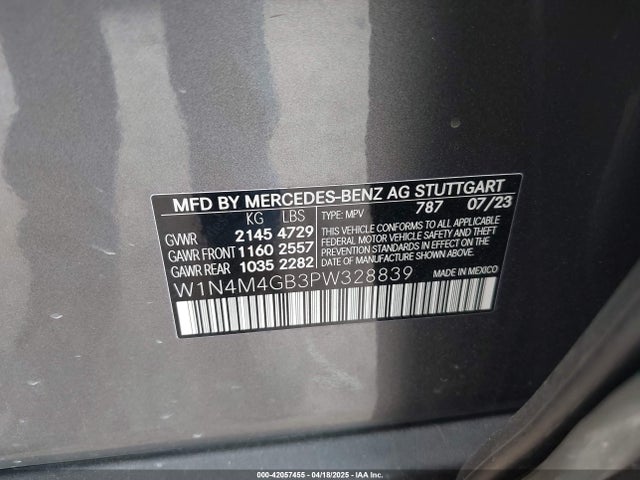 MFD BY MERCEDES-BENZ AG STUTTGART
KG LBS TYPE: MPV 787 07/23
GVWR 2145 4729
GAWR FRONT 1160 2557
GAWR REAR 1035 2282
THIS VEHICLE CONFORMS TO ALL APPLICABLE
FEDERAL MOTOR VEHICLE SAFETY AND THEFT
PREVENTION STANDARDS IN EFFECT ON THE
DATE OF MANUFACTURE SHOWN ABOVE.
MADE IN MEXICO
W1N4M4GB3PW328839
000-42057455 - 04/18/2025 - IAA Inc.